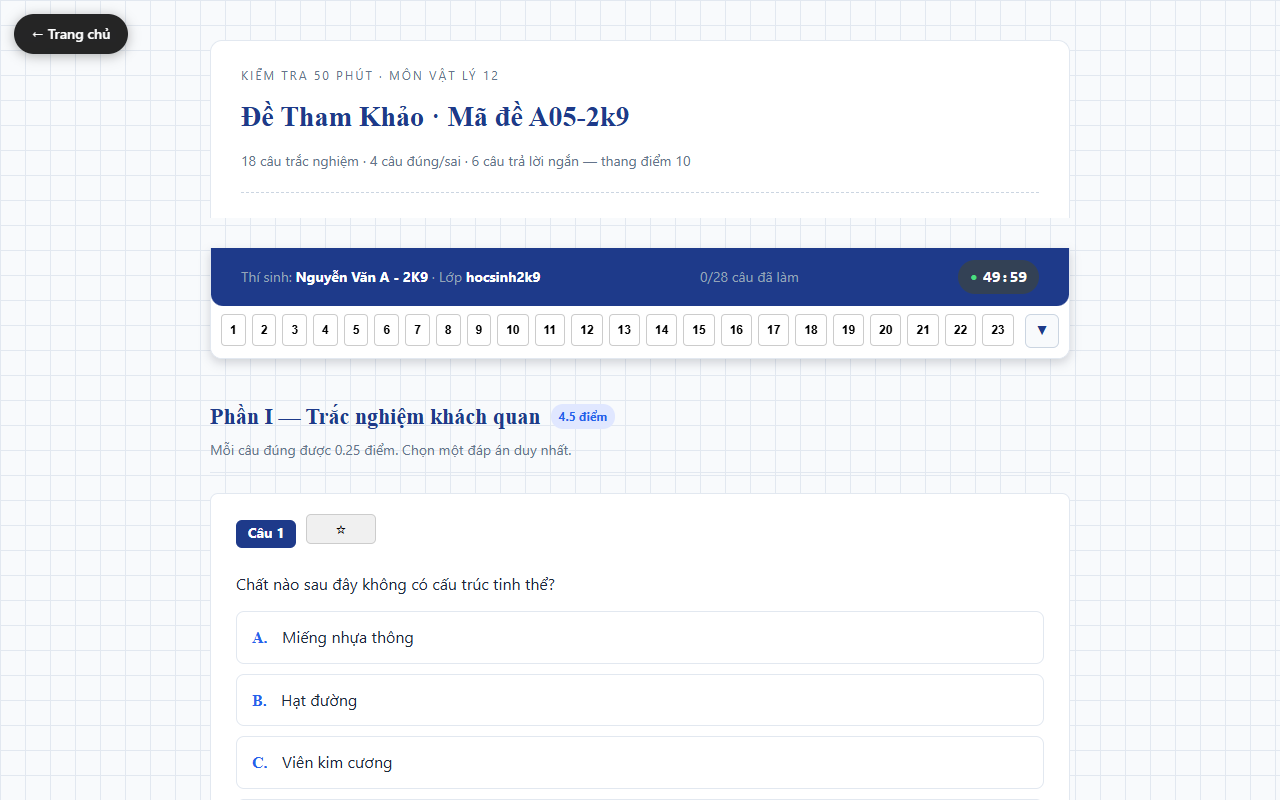 ← Trang chủ
KIỂM TRA 50 PHÚT · MÔN VẬT LÝ 12
Đề Tham Khảo · Mã đề A05-2k9
18 câu trắc nghiệm · 4 câu đúng/sai · 6 câu trả lời ngắn — thang điểm 10
Thí sinh: Nguyễn Văn A - 2K9 · Lớp hocsinh2k9 0/28 câu đã làm 49:59
1 2 3 4 5 6 7 8 9 10 11 12 13 14 15 16 17 18 19 20 21 22 23 ▼
Phần I — Trắc nghiệm khách quan 4.5 điểm
Mỗi câu đúng được 0.25 điểm. Chọn một đáp án duy nhất.
Câu 1 ☆
Chất nào sau đây không có cấu trúc tinh thể?
A. Miếng nhựa thông
B. Hạt đường
C. Viên kim cương